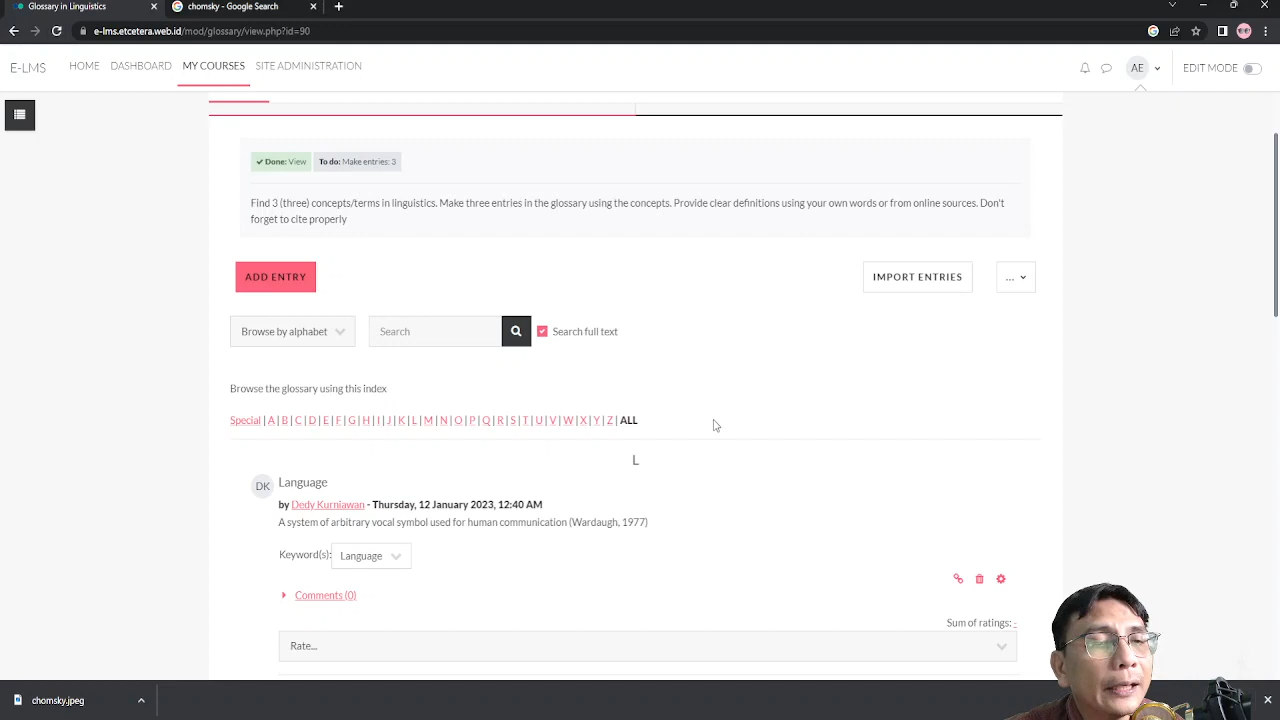 Glossary in Linguistics
chomsky - Google Search
e-lms.etcetera.web.id/mod/glossary/view.php?id=90
E-LMS HOME DASHBOARD MY COURSES SITE ADMINISTRATION AE EDIT MODE
Done: View To do: Make entries: 3
Find 3 (three) concepts/terms in linguistics. Make three entries in the glossary using the concepts. Provide clear definitions using your own words or from online sources. Don't
forget to cite properly
ADD ENTRY IMPORT ENTRIES ...
Browse by alphabet Search Search full text
Browse the glossary using this index
Special | A | B | C | D | E | F | G | H | I | J | K | L | M | N | O | P | Q | R | S | T | U | V | W | X | Y | Z | ALL
L
DK Language
by Dedy Kurniawan - Thursday, 12 January 2023, 12:40 AM
A system of arbitrary vocal symbol used for human communication (Wardaugh, 1977)
Keyword(s): Language
Comments (0)
Sum of ratings: -
Rate...
chomsky.jpeg